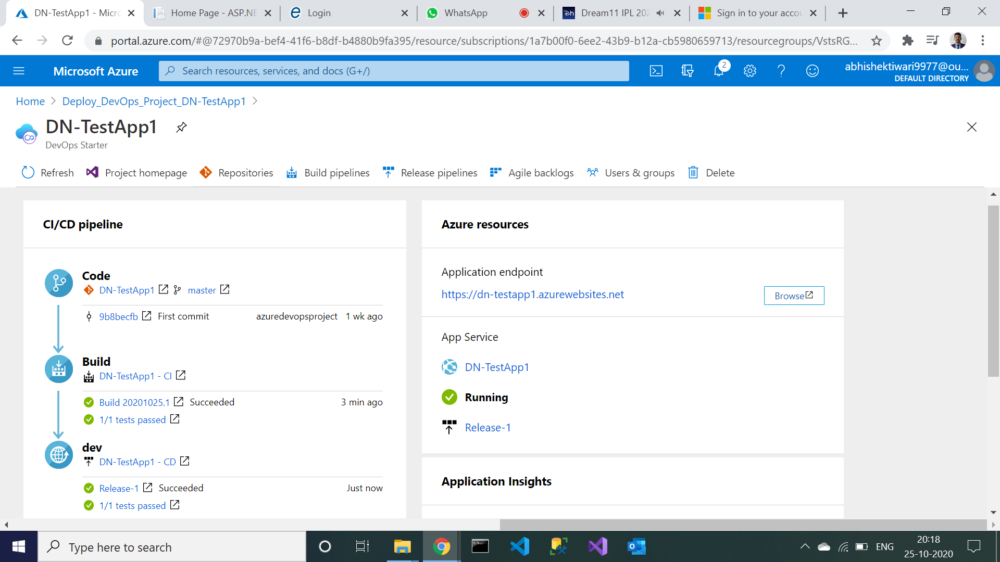 DN-TestApp1 - Micro
Home Page - ASP.NE
Login
WhatsApp
Dream11 IPL 202
Sign in to your accou
portal.azure.com/#@72970b9a-bef4-41f6-b8df-b4880b9fa395/resource/subscriptions/1a7b00f0-6ee2-43b9-b12a-cb5980659713/resourcegroups/VstsRG...
Microsoft Azure
Search resources, services, and docs (G+/)
2
abhishektiwari9977@ou...
DEFAULT DIRECTORY
Home
Deploy_DevOps_Project_DN-TestApp1
DN-TestApp1
DevOps Starter
Refresh
Project homepage
Repositories
Build pipelines
Release pipelines
Agile backlogs
Users & groups
Delete
CI/CD pipeline
Code
DN-TestApp1 master
9b8becfb First commit azuredevopsproject 1 wk ago
Build
DN-TestApp1 - CI
Build 20201025.1 Succeeded 3 min ago
1/1 tests passed
dev
DN-TestApp1 - CD
Release-1 Succeeded Just now
1/1 tests passed
Azure resources
Application endpoint
https://dn-testapp1.azurewebsites.net
Browse
App Service
DN-TestApp1
Running
Release-1
Application Insights
Type here to search
ENG
20:18
25-10-2020